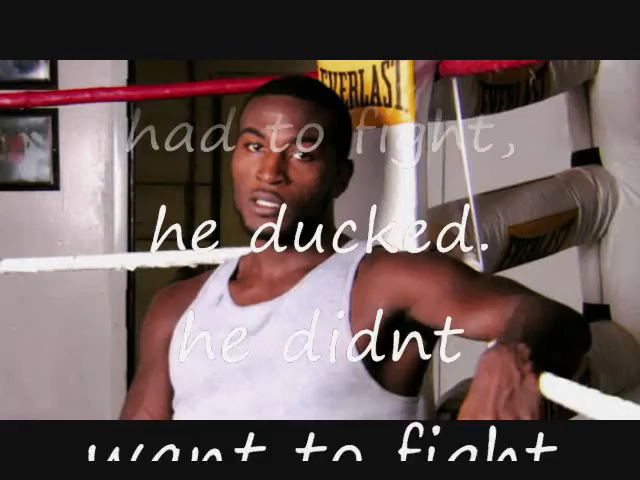 EVERLAST
had to fight,
he ducked.
he didnt
want to fight